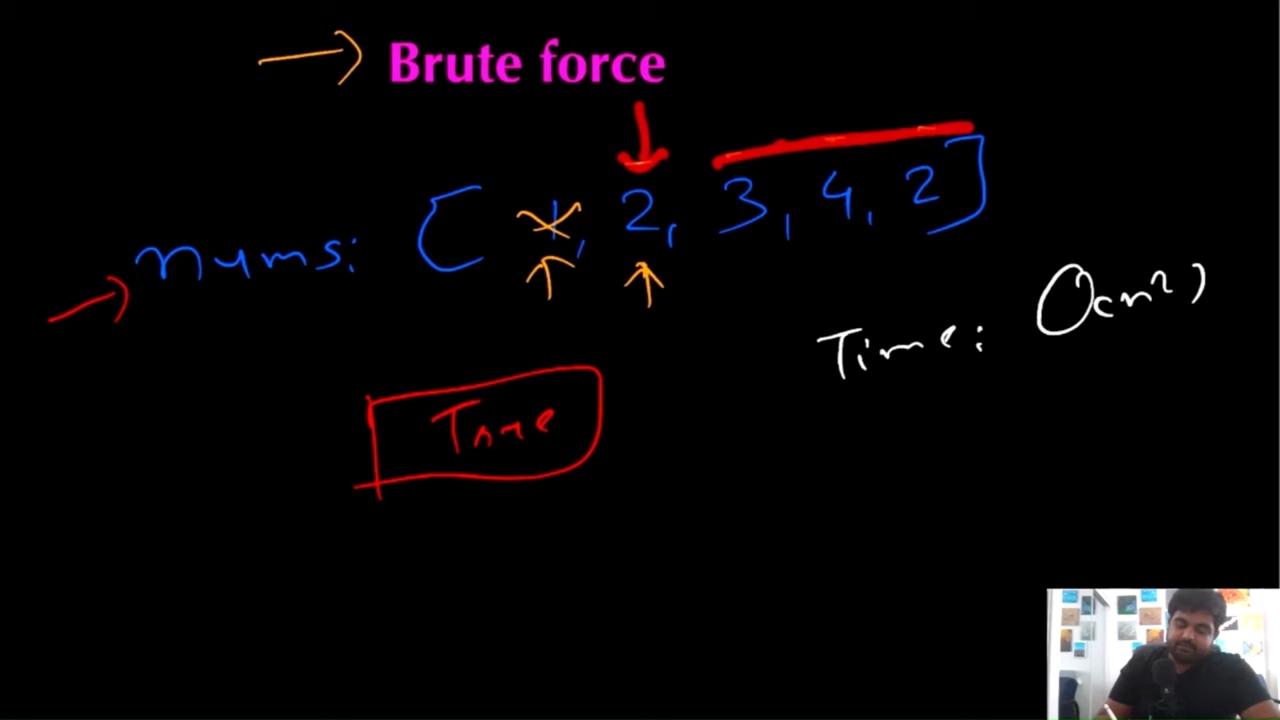 Brute force
nums: [ 1, 2, 3, 4, 2]
Time: O(n²)
True